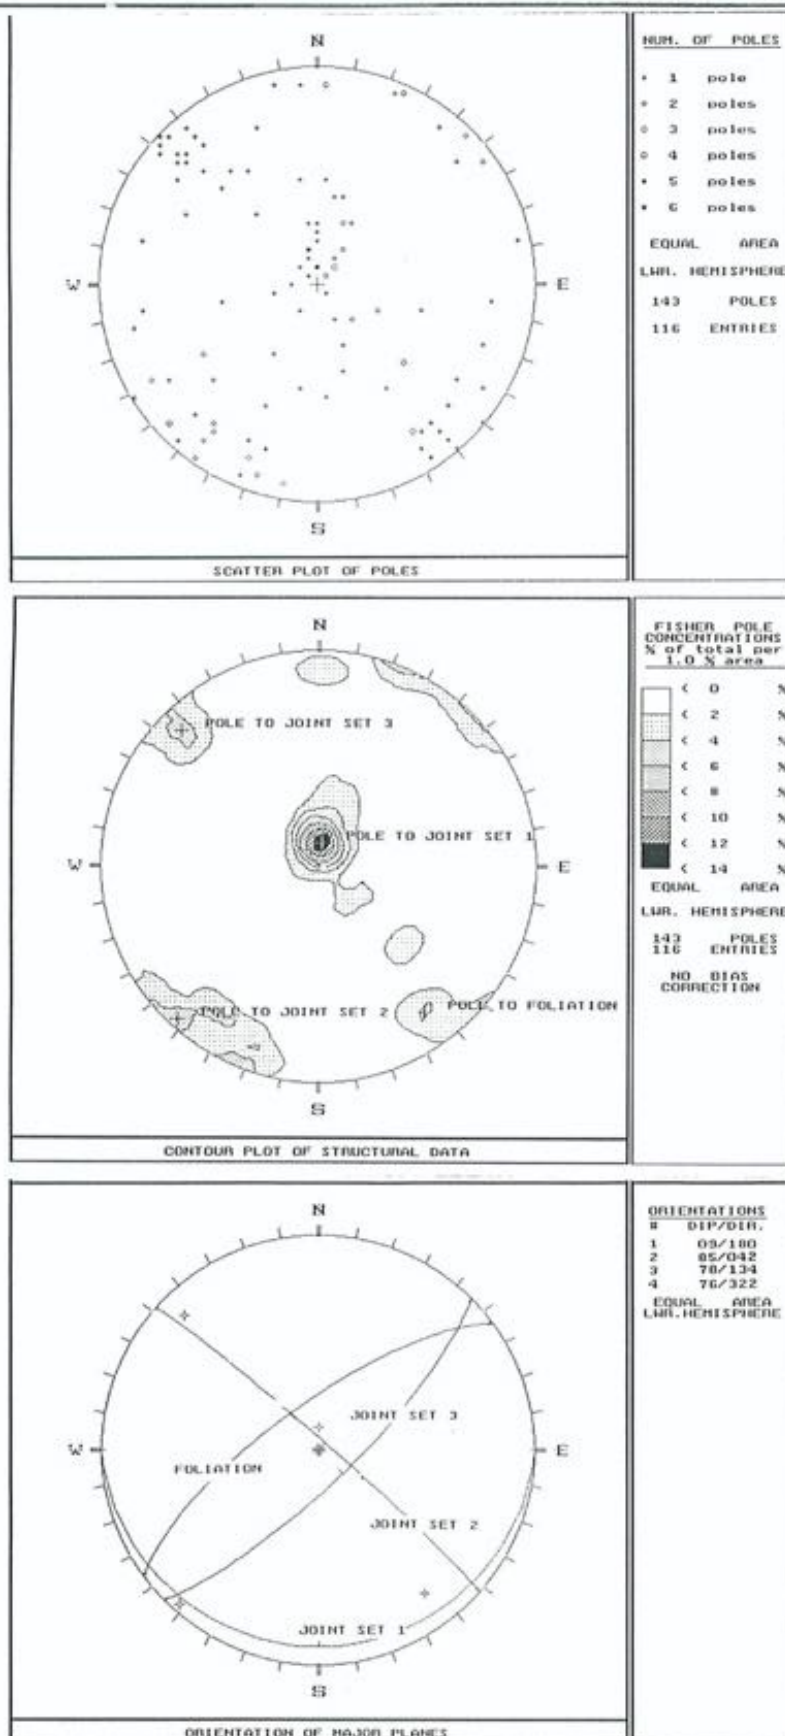 N
W
E
S
SCATTER PLOT OF POLES
NUM. OF POLES
1 pole
2 poles
3 poles
4 poles
5 poles
6 poles
EQUAL AREA
LWR. HEMISPHERE
143 POLES
116 ENTRIES
N
POLE TO JOINT SET 3
POLE TO JOINT SET 1
W
E
POLE TO JOINT SET 2
POLE TO FOLIATION
S
CONTOUR PLOT OF STRUCTURAL DATA
FISHER POLE
CONCENTRATIONS
% of total per
1.0 % area
< 0 %
< 2 %
< 4 %
< 6 %
< 8 %
< 10 %
< 12 %
< 14 %
EQUAL AREA
LWR. HEMISPHERE
143 POLES
116 ENTRIES
NO BIAS
CORRECTION
N
JOINT SET 3
W
E
FOLIATION
JOINT SET 2
JOINT SET 1
S
ORIENTATION OF MAJOR PLANES
ORIENTATIONS
# DIP/DIR.
1 09/180
2 85/042
3 78/134
4 76/322
EQUAL AREA
LWR.HEMISPHERE